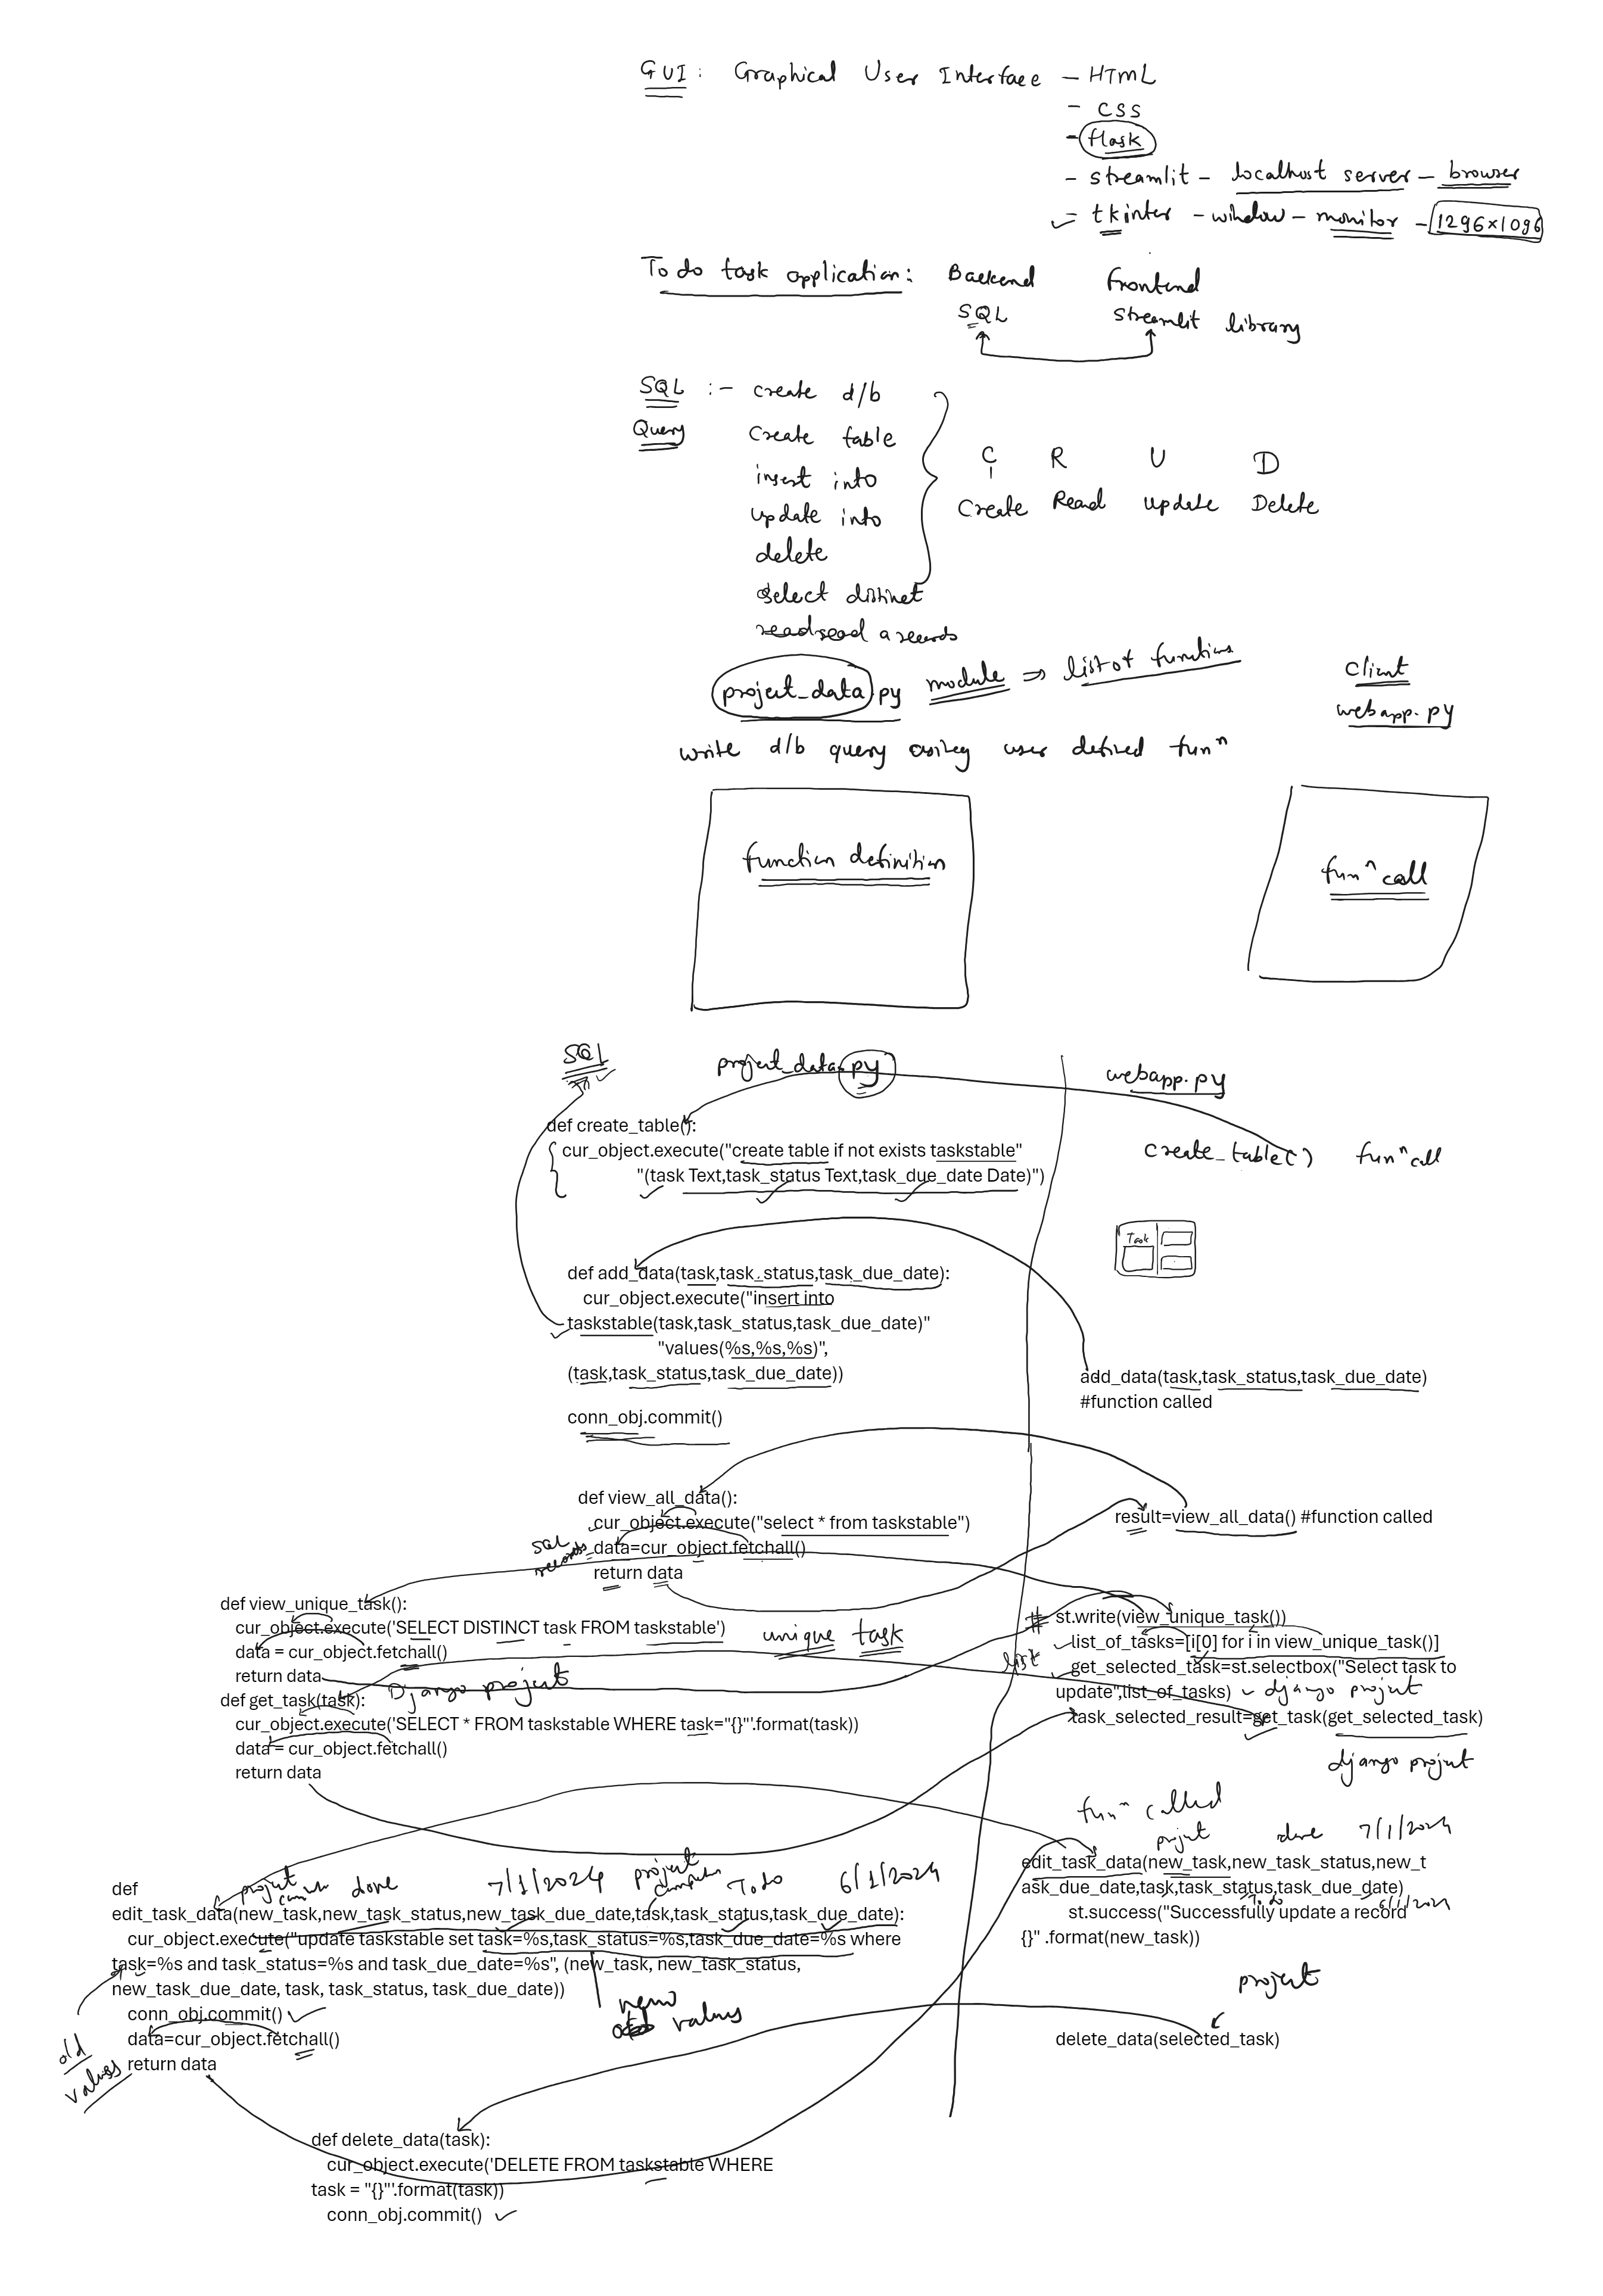 GUI : Graphical User Interface - HTML
- CSS
- flask
- streamlit - localhost server - browser
- tkinter - window - monitor - 1296x1096
To do task application : Backend Frontend
SQL Streamlit library
SQL :- create d/b
Query Create table
insert into
update into
delete
select distinct
read a records
C R U D
Create Read Update Delete
project_data.py module => list of functions
client
webapp.py
write d/b query user defined funⁿ
function definition
funⁿ call
SQL project_data.py webapp.py
def create_table():
cur_object.execute("create table if not exists taskstable"
"(task Text,task_status Text,task_due_date Date)")
create_table() funⁿ call
Task
def add_data(task,task_status,task_due_date):
cur_object.execute("insert into
taskstable(task,task_status,task_due_date)"
"values(%s,%s,%s)",
(task,task_status,task_due_date))
conn_obj.commit()
add_data(task,task_status,task_due_date)
#function called
def view_all_data():
cur_object.execute("select * from taskstable")
data=cur_object.fetchall()
return data
SQL
records
result=view_all_data() #function called
def view_unique_task():
cur_object.execute('SELECT DISTINCT task FROM taskstable')
data = cur_object.fetchall()
return data
unique task
Django project
def get_task(task):
cur_object.execute('SELECT * FROM taskstable WHERE task="{}"'.format(task))
data = cur_object.fetchall()
return data
# st.write(view_unique_task())
list_of_tasks=[i[0] for i in view_unique_task()]
list
get_selected_task=st.selectbox("Select task to
update",list_of_tasks) django project
task_selected_result=get_task(get_selected_task)
django project
funⁿ called
project done 7/1/2024
edit_task_data(new_task,new_task_status,new_t
ask_due_date,task,task_status,task_due_date)
Todo 6/1/2024
st.success("Successfully update a record
{}" .format(new_task))
project done 7/1/2024 project Todo 6/1/2024
def
edit_task_data(new_task,new_task_status,new_task_due_date,task,task_status,task_due_date):
cur_object.execute("update taskstable set task=%s,task_status=%s,task_due_date=%s where
task=%s and task_status=%s and task_due_date=%s", (new_task, new_task_status,
new_task_due_date, task, task_status, task_due_date))
conn_obj.commit()
data=cur_object.fetchall()
return data
new values
old
values
project
delete_data(selected_task)
def delete_data(task):
cur_object.execute('DELETE FROM taskstable WHERE
task = "{}"'.format(task))
conn_obj.commit()